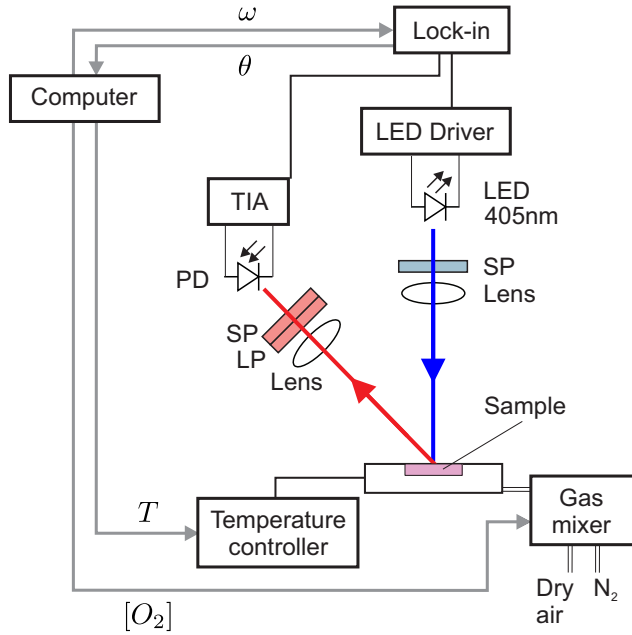 ω
Lock-in
θ
Computer
LED Driver
TIA
LED
405nm
PD
SP
Lens
SP
LP
Lens
Sample
T
Temperature
controller
Gas
mixer
Dry
air
N₂
[O₂]